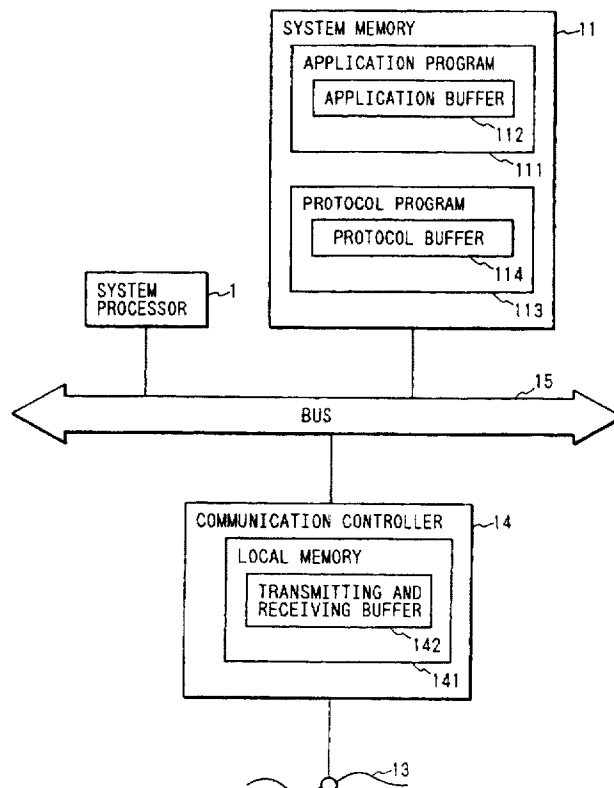 SYSTEM MEMORY
11
APPLICATION PROGRAM
APPLICATION BUFFER
112
111
PROTOCOL PROGRAM
PROTOCOL BUFFER
114
113
SYSTEM
PROCESSOR
1
15
BUS
COMMUNICATION CONTROLLER
14
LOCAL MEMORY
TRANSMITTING AND
RECEIVING BUFFER
142
141
13